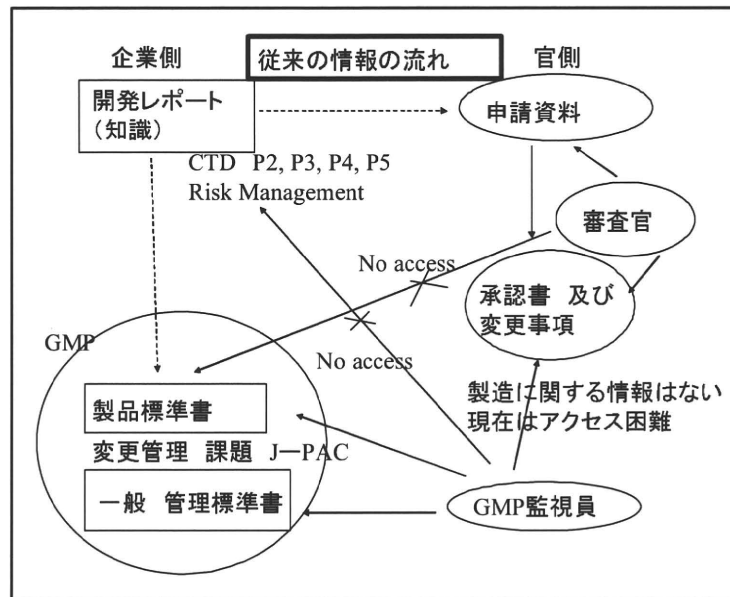 企業側
従来の情報の流れ
官側
開発レポート
（知識）
申請資料
CTD P2, P3, P4, P5
Risk Management
審査官
No access
承認書 及び
変更事項
GMP
No access
製造に関する情報はない
現在はアクセス困難
製品標準書
変更管理 課題 J－PAC
一般 管理標準書
GMP監視員